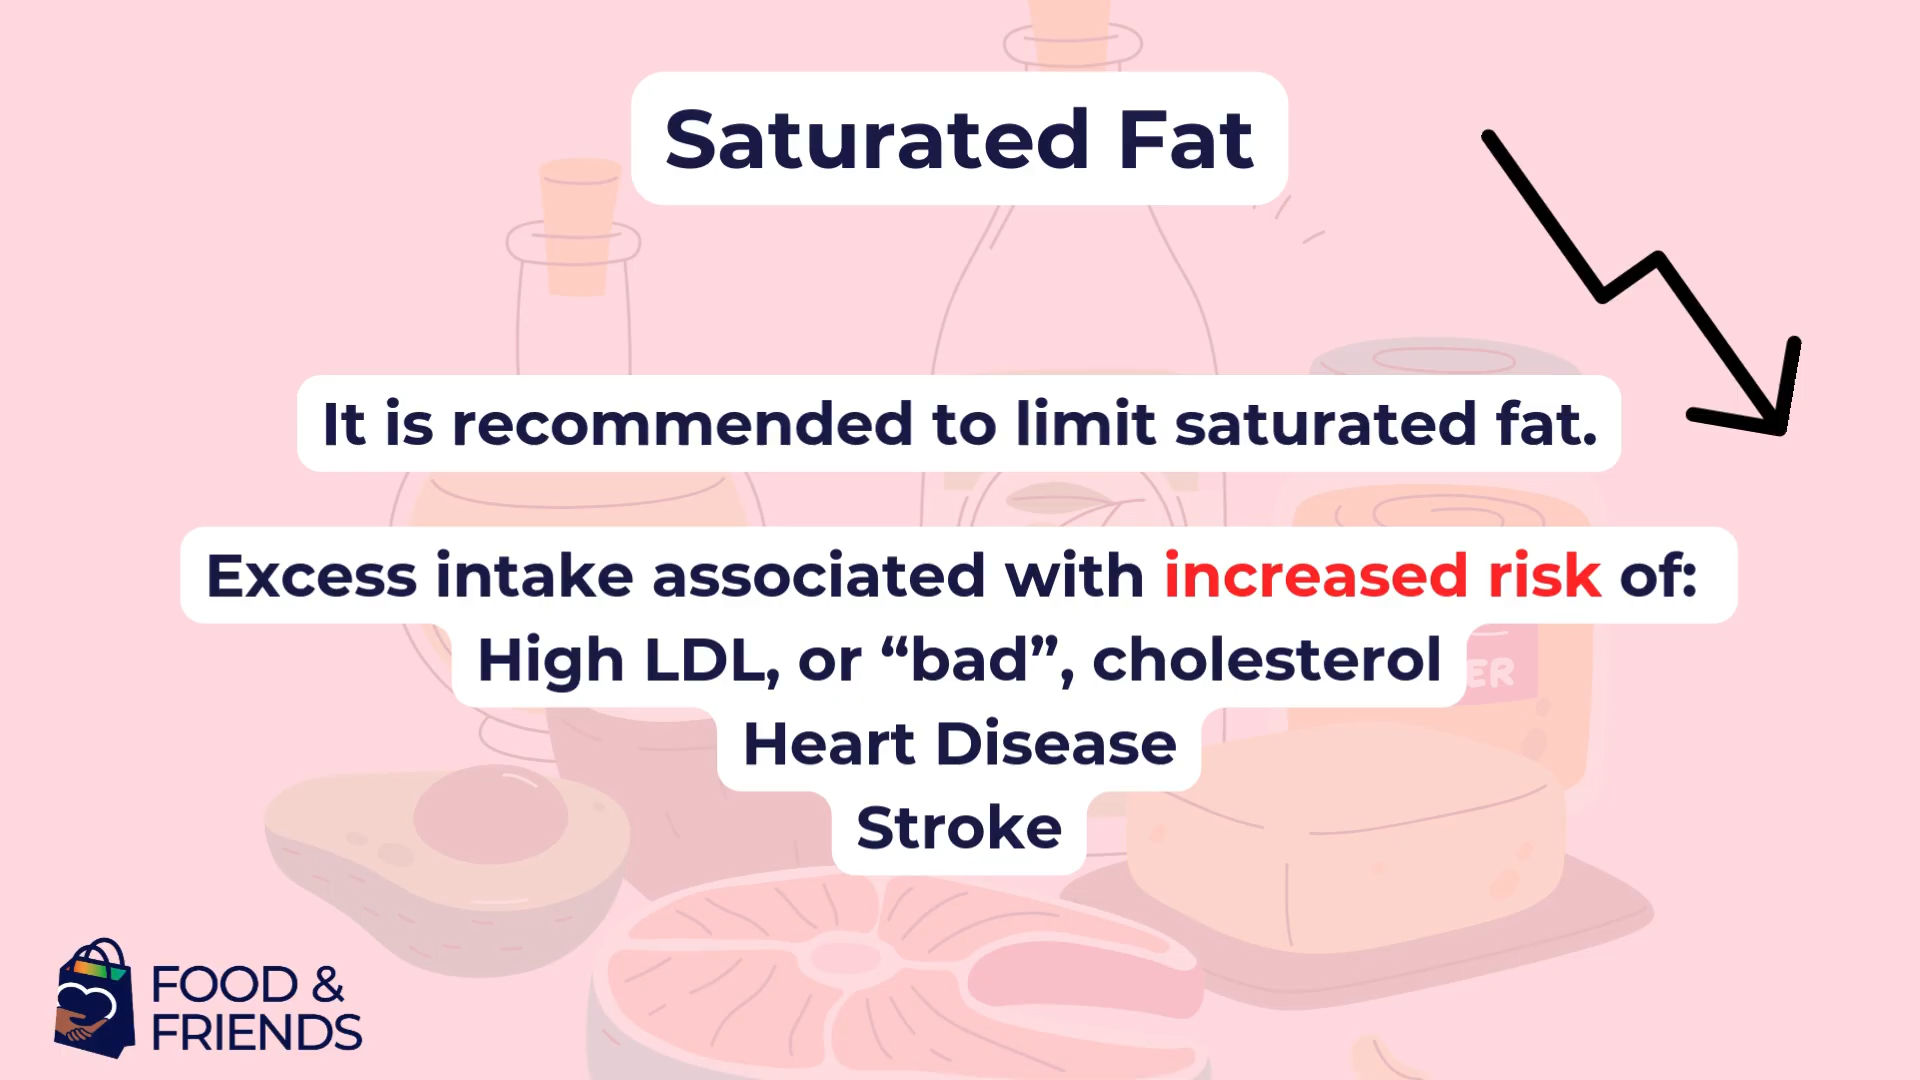 Saturated Fat
It is recommended to limit saturated fat.
Excess intake associated with increased risk of:
High LDL, or “bad”, cholesterol
Heart Disease
Stroke
ER
FOOD &
FRIENDS